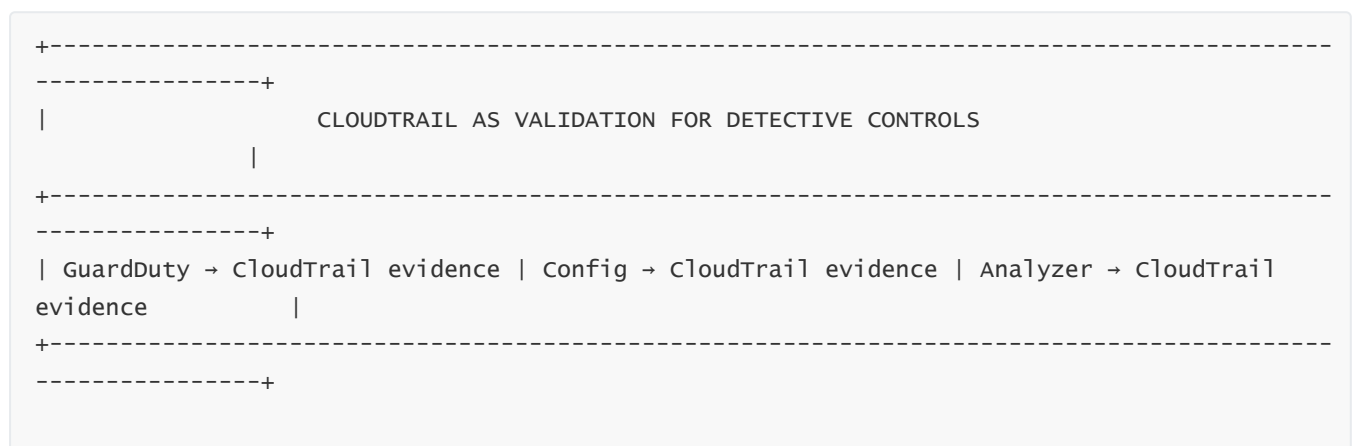 +-------------------------------------------------------------------------------------------
----------------+
|                   CLOUDTRAIL AS VALIDATION FOR DETECTIVE CONTROLS
               |
+-------------------------------------------------------------------------------------------
----------------+
| GuardDuty → CloudTrail evidence | Config → CloudTrail evidence | Analyzer → CloudTrail
evidence          |
+-------------------------------------------------------------------------------------------
----------------+